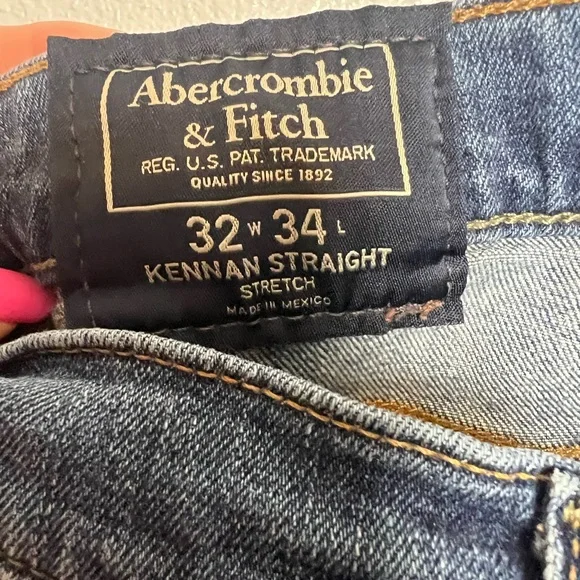 Abercrombie
& Fitch
REG. U.S. PAT. TRADEMARK
QUALITY SINCE 1892
32 W 34 L
KENNAN STRAIGHT
STRETCH
MADE IN MEXICO